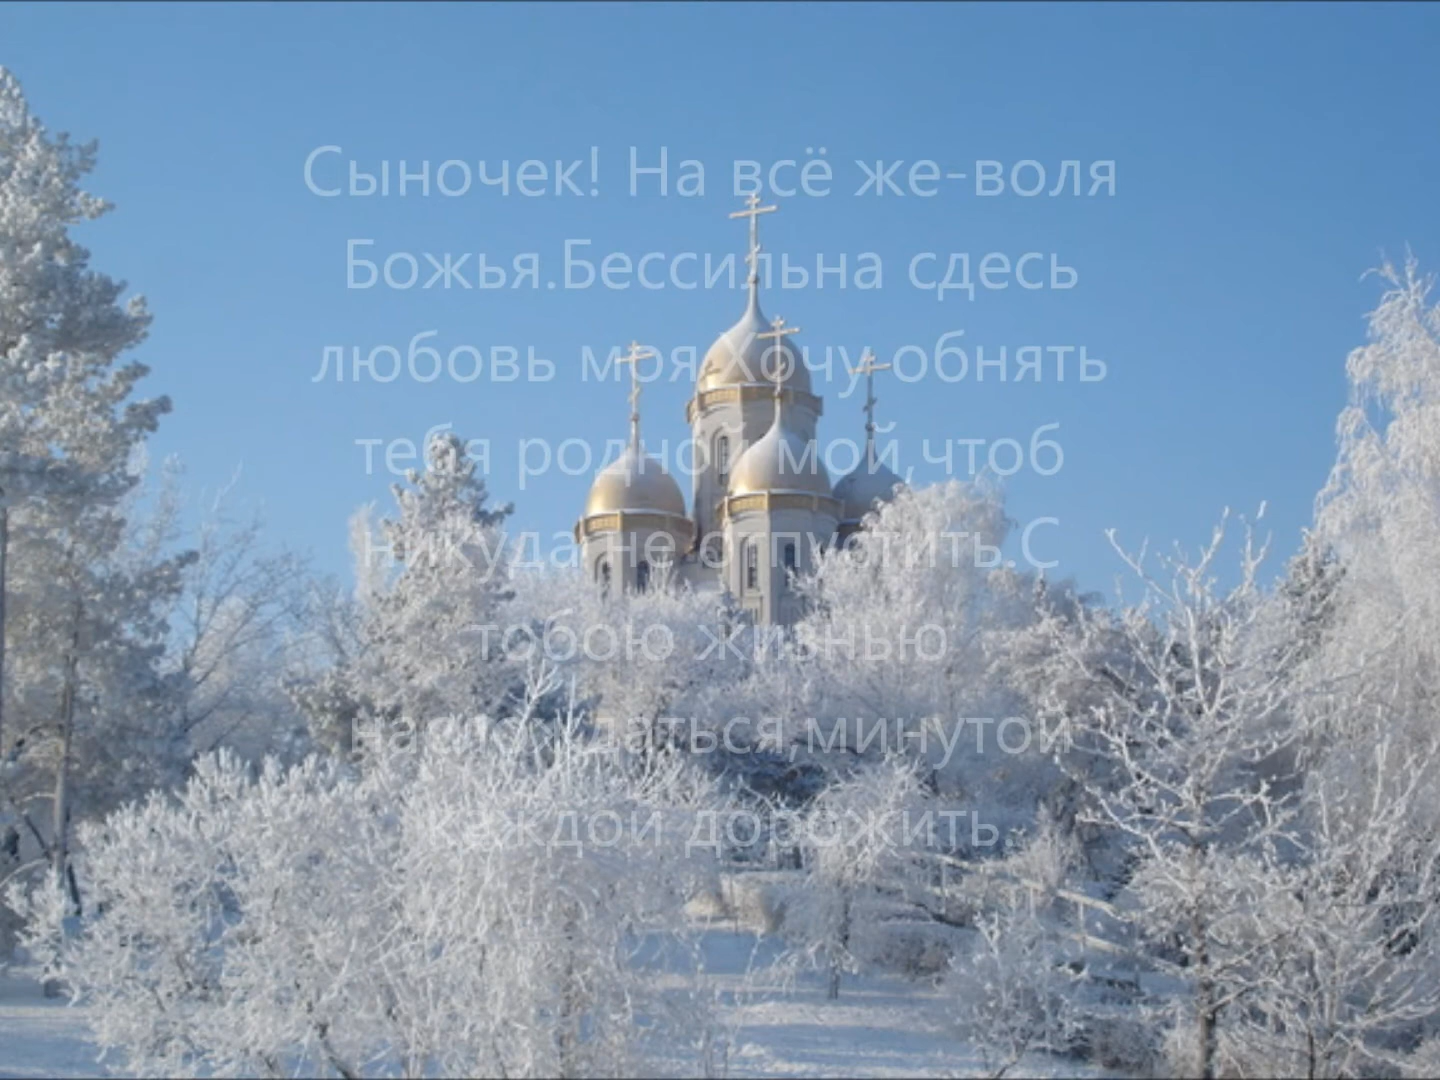 Сыночек! На всё же-воля
Божья.Бессильна сдесь
любовь моя.Хочу обнять
тебя родной мой,чтоб
никуда не отпустить.С
тобою жизнью
наслождаться,минутой
каждой дорожить.